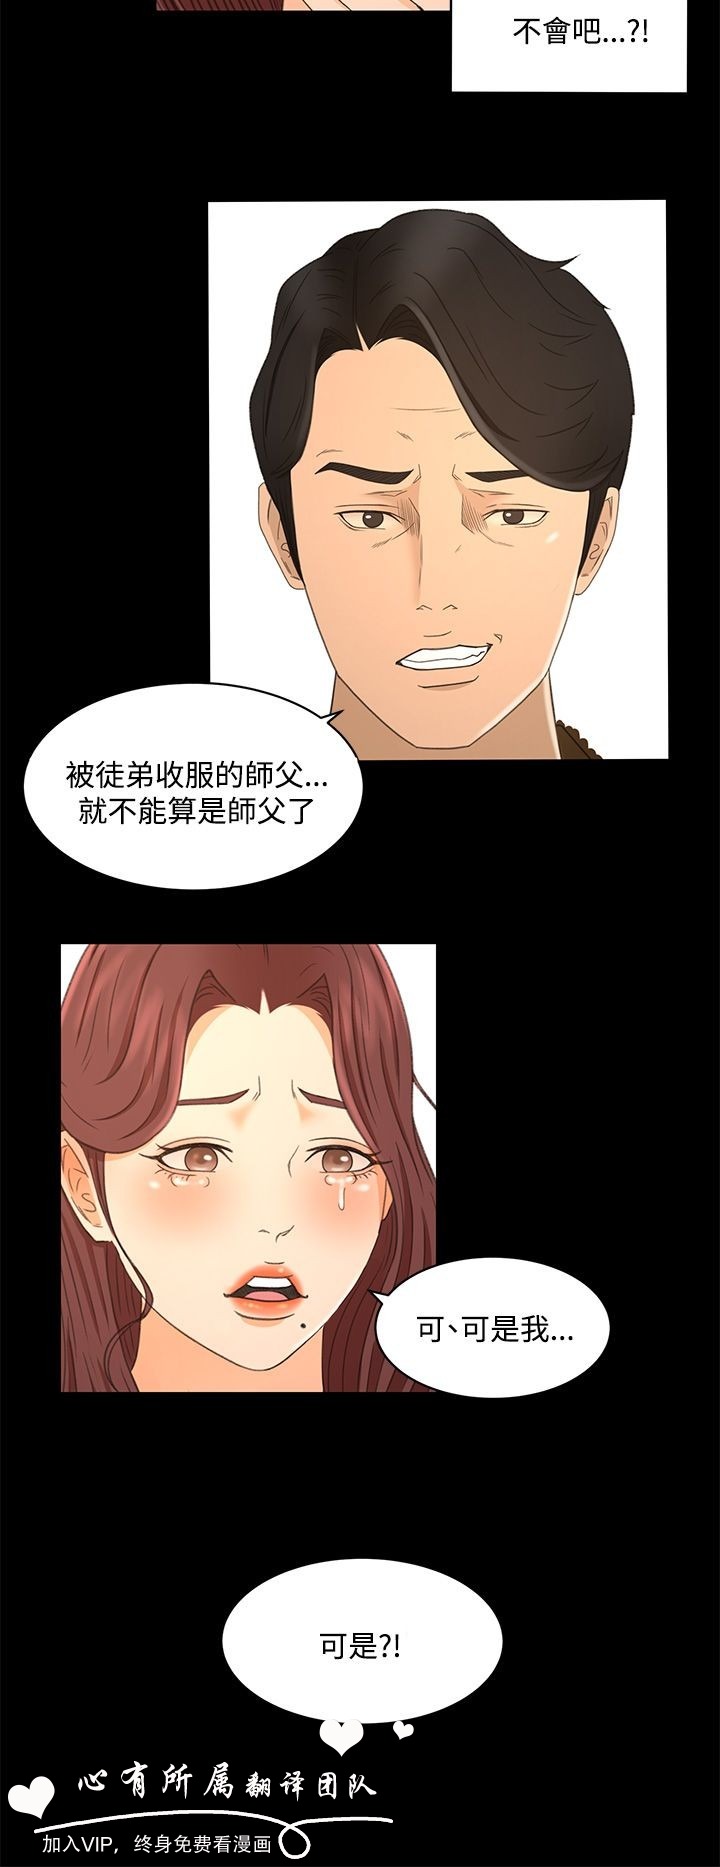 不會吧...?!
被徒弟收服的師父...
就不能算是師父了
可、可是我...
可是?!
心有所属翻译团队
加入VIP，终身免费看漫画